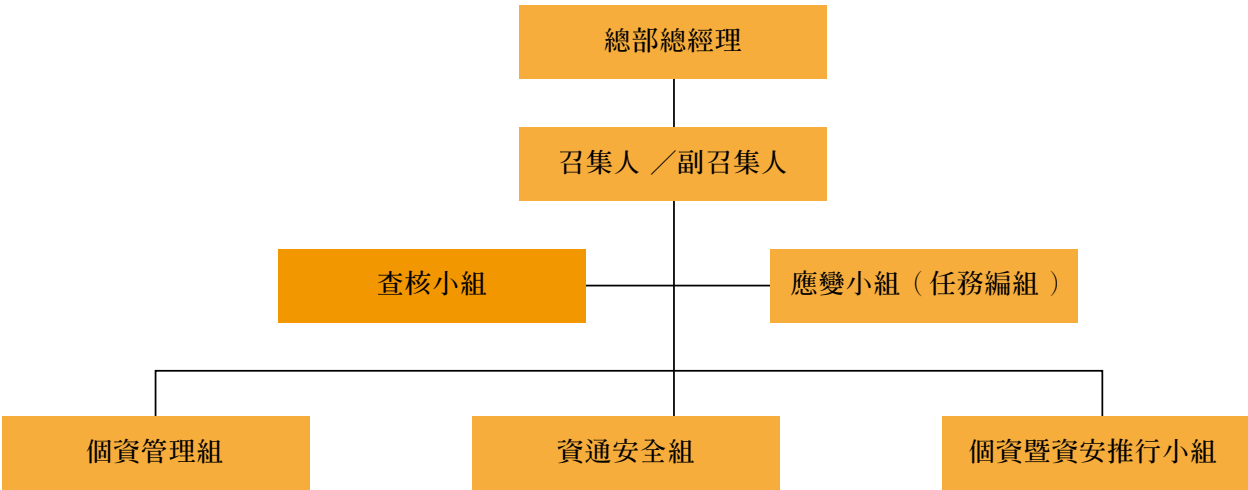 總部總經理
召集人 ／副召集人
查核小組
應變小組（任務編組）
個資管理組
資通安全組
個資暨資安推行小組